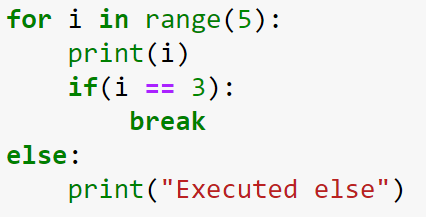 for i in range(5):
    print(i)
    if(i == 3):
        break
else:
    print("Executed else")